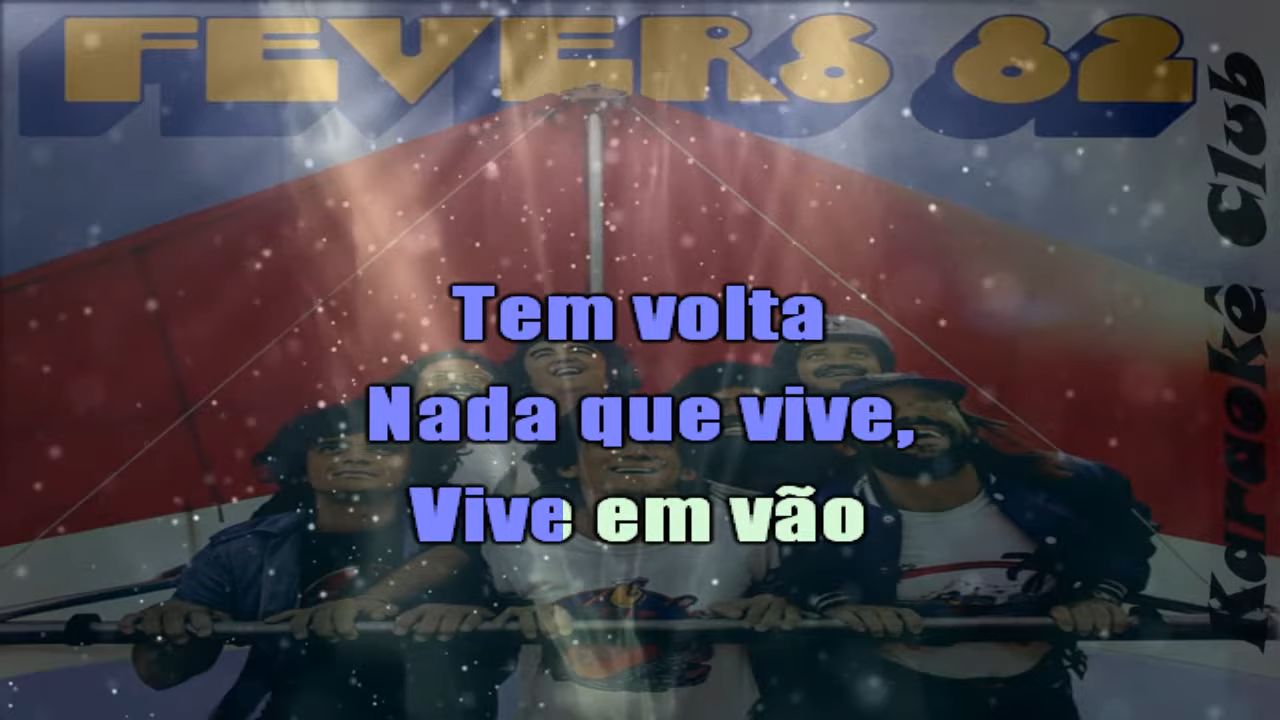 FEVERS 82
Karaokê Club
Tem volta
Nada que vive,
Vive em vão